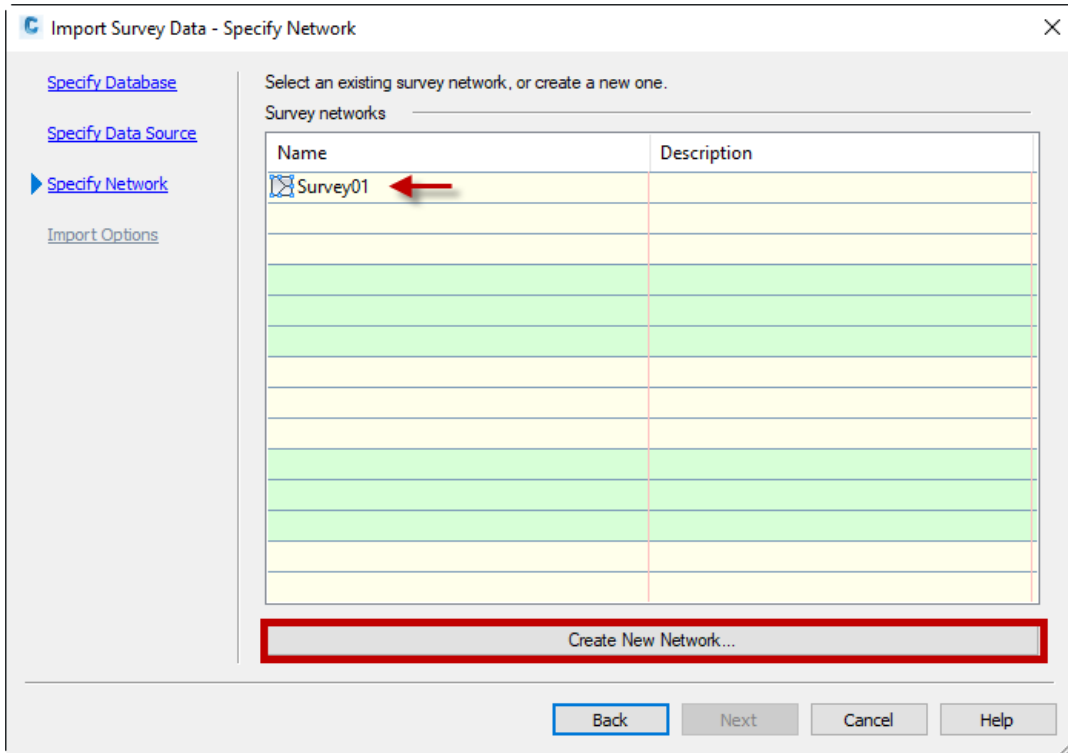 Import Survey Data - Specify Network
Specify Database
Specify Data Source
Specify Network
Import Options
Select an existing survey network, or create a new one.
Survey networks
Name Description
Survey01
Create New Network...
Back Next Cancel Help